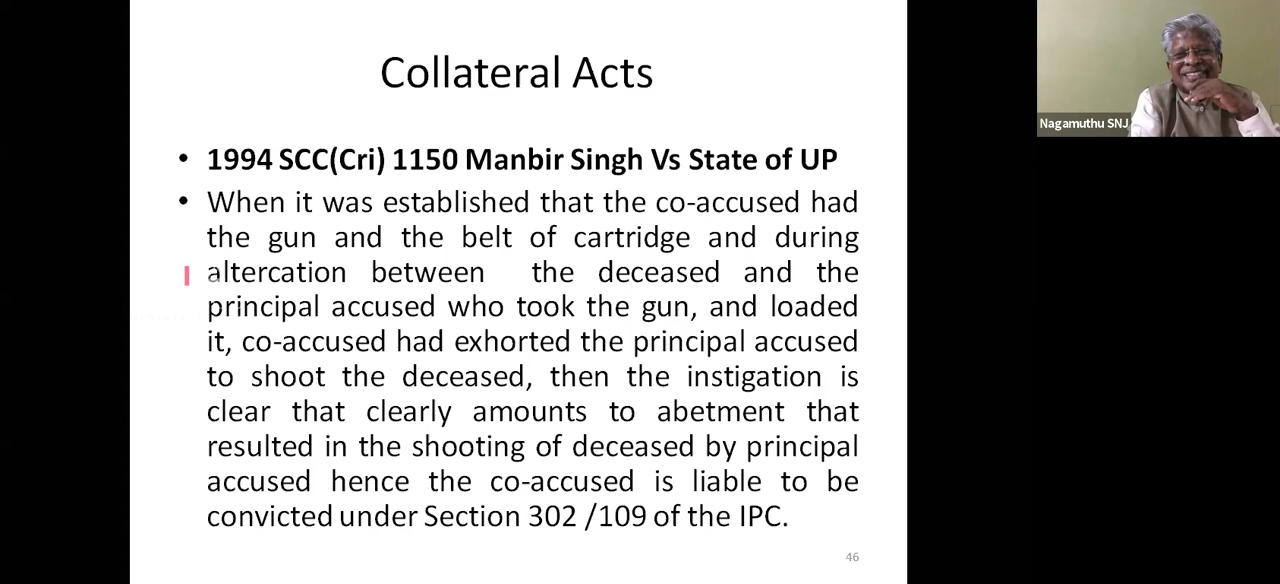 Collateral Acts
• 1994 SCC(Cri) 1150 Manbir Singh Vs State of UP
• When it was established that the co-accused had
the gun and the belt of cartridge and during
altercation between the deceased and the
principal accused who took the gun, and loaded
it, co-accused had exhorted the principal accused
to shoot the deceased, then the instigation is
clear that clearly amounts to abetment that
resulted in the shooting of deceased by principal
accused hence the co-accused is liable to be
convicted under Section 302 /109 of the IPC.
46
Nagamuthu SNJ